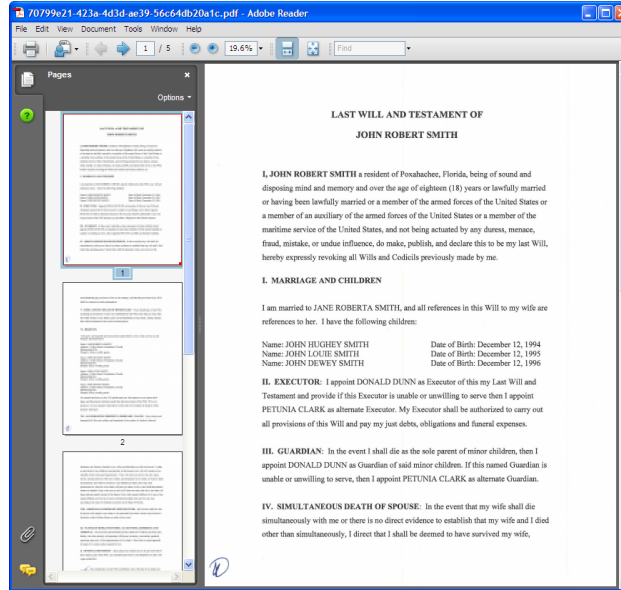 70799e21-423a-4d3d-ae39-56c64db20a1c.pdf - Adobe Reader
File Edit View Document Tools Window Help
1 / 5 19.6% Find
Pages
Options
1
2
LAST WILL AND TESTAMENT OF
JOHN ROBERT SMITH
I, JOHN ROBERT SMITH a resident of Poxahachee, Florida, being of sound and
disposing mind and memory and over the age of eighteen (18) years or lawfully married
or having been lawfully married or a member of the armed forces of the United States or
a member of an auxiliary of the armed forces of the United States or a member of the
maritime service of the United States, and not being actuated by any duress, menace,
fraud, mistake, or undue influence, do make, publish, and declare this to be my last Will,
hereby expressly revoking all Wills and Codicils previously made by me.
I. MARRIAGE AND CHILDREN
I am married to JANE ROBERTA SMITH, and all references in this Will to my wife are
references to her. I have the following children:
Name: JOHN HUGHEY SMITH Date of Birth: December 12, 1994
Name: JOHN LOUIE SMITH Date of Birth: December 12, 1995
Name: JOHN DEWEY SMITH Date of Birth: December 12, 1996
II. EXECUTOR: I appoint DONALD DUNN as Executor of this my Last Will and
Testament and provide if this Executor is unable or unwilling to serve then I appoint
PETUNIA CLARK as alternate Executor. My Executor shall be authorized to carry out
all provisions of this Will and pay my just debts, obligations and funeral expenses.
III. GUARDIAN: In the event I shall die as the sole parent of minor children, then I
appoint DONALD DUNN as Guardian of said minor children. If this named Guardian is
unable or unwilling to serve, then I appoint PETUNIA CLARK as alternate Guardian.
IV. SIMULTANEOUS DEATH OF SPOUSE: In the event that my wife shall die
simultaneously with me or there is no direct evidence to establish that my wife and I died
other than simultaneously, I direct that I shall be deemed to have survived my wife,